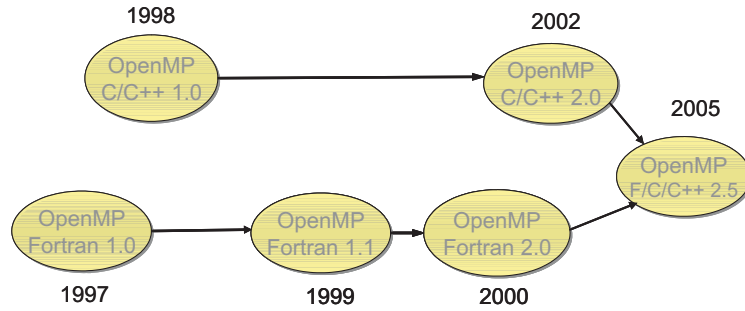 1998
OpenMP
C/C++ 1.0
2002
OpenMP
C/C++ 2.0
2005
OpenMP
F/C/C++ 2.5
OpenMP
Fortran 1.0
1997
OpenMP
Fortran 1.1
1999
OpenMP
Fortran 2.0
2000